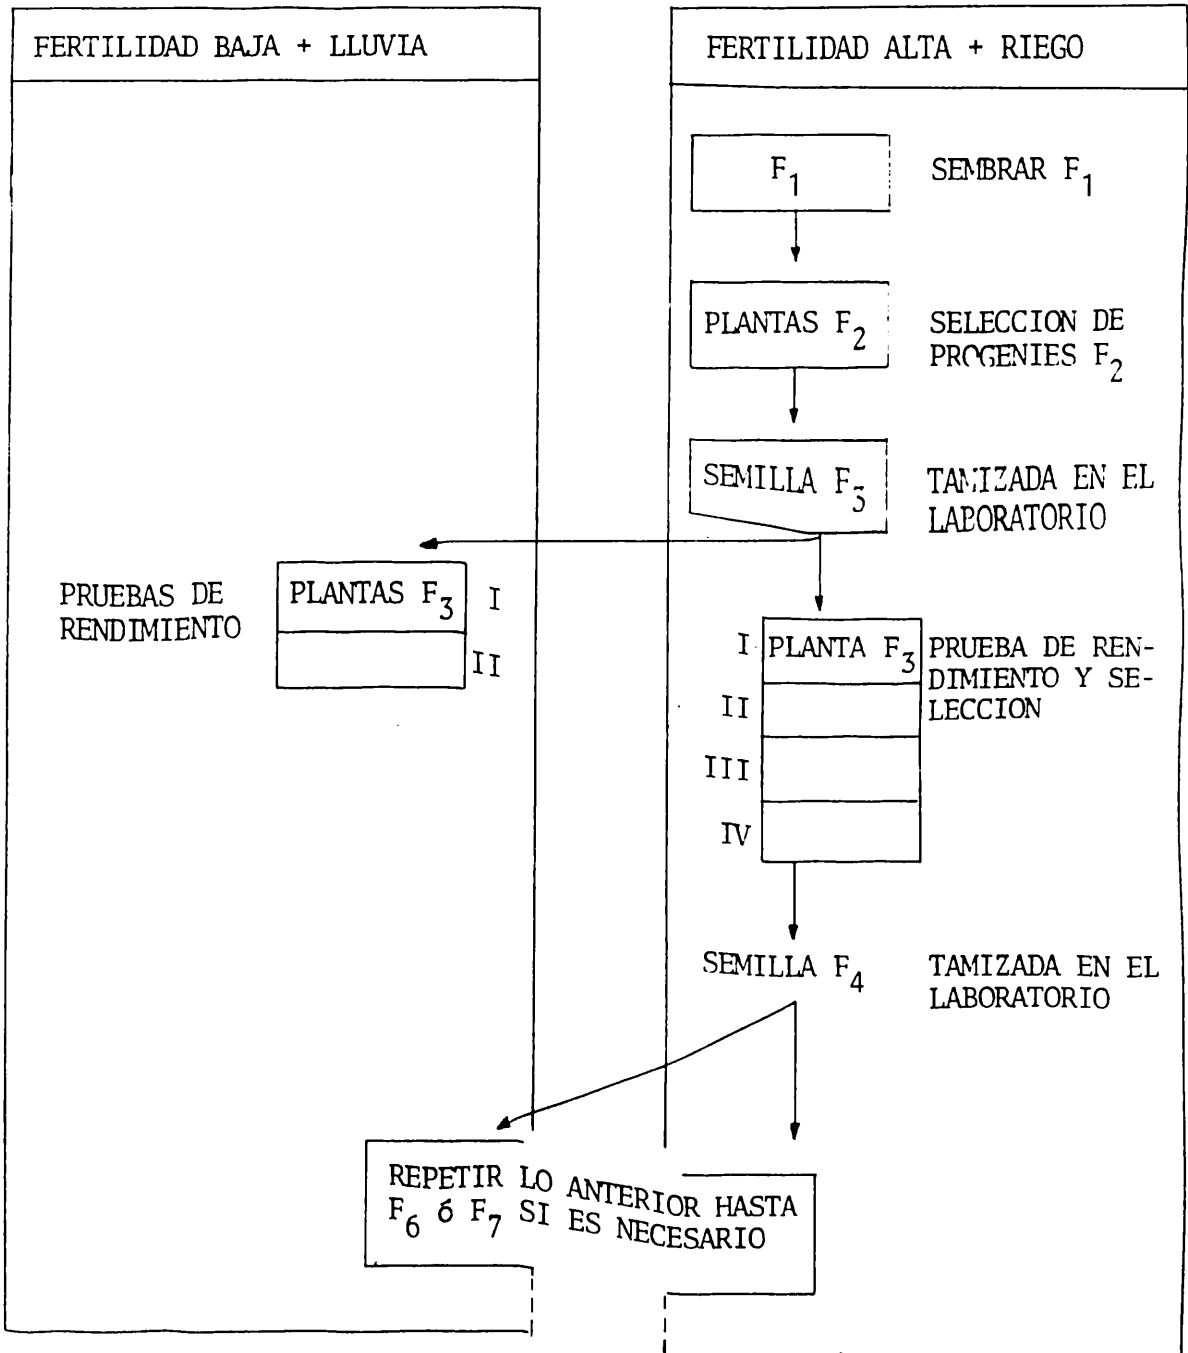 FERTILIDAD BAJA + LLUVIA
FERTILIDAD ALTA + RIEGO
F1
SEMBRAR F1
PLANTAS F2
SELECCION DE
PROGENIES F2
SEMILLA F3
TAMIZADA EN EL
LABORATORIO
PRUEBAS DE
RENDIMIENTO
PLANTAS F3
I
II
I
PLANTA F3
PRUEBA DE REN-
DIMIENTO Y SE-
LECCION
II
III
IV
SEMILLA F4
TAMIZADA EN EL
LABORATORIO
REPETIR LO ANTERIOR HASTA
F6 ó F7 SI ES NECESARIO